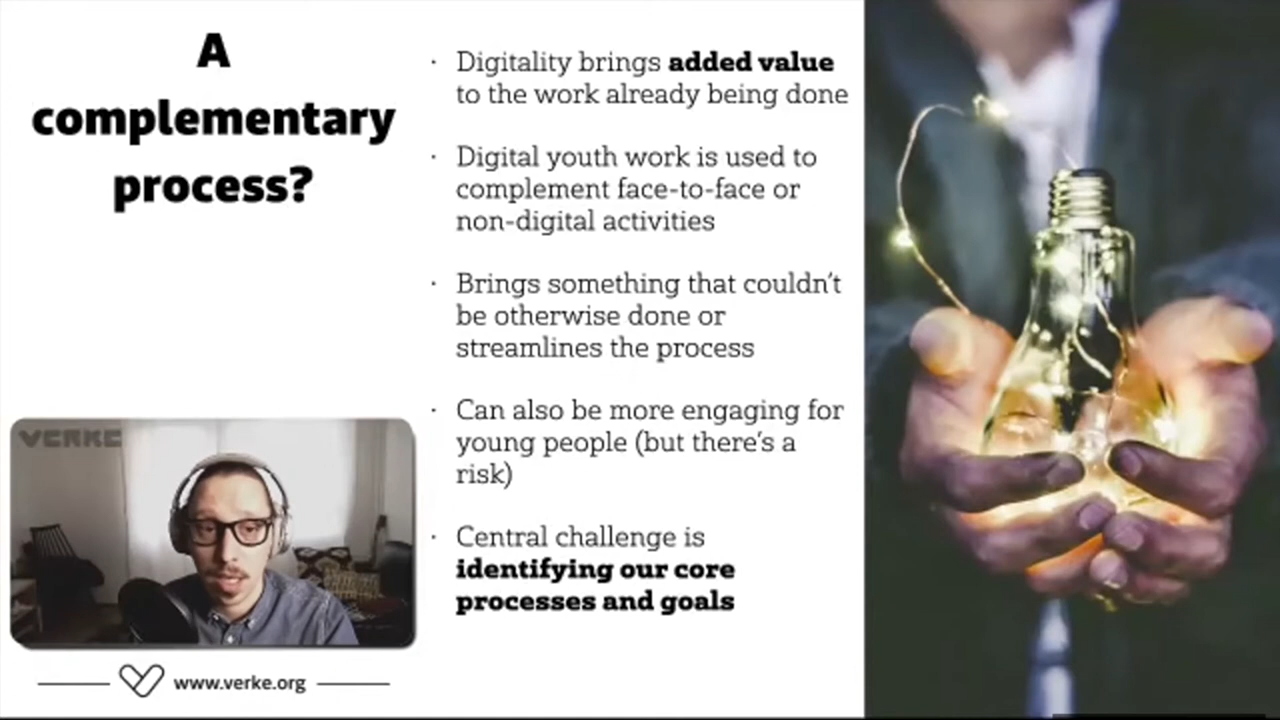 A
complementary
process?
· Digitality brings added value
to the work already being done
· Digital youth work is used to
complement face-to-face or
non-digital activities
· Brings something that couldn't
be otherwise done or
streamlines the process
· Can also be more engaging for
young people (but there's a
risk)
· Central challenge is
identifying our core
processes and goals
VERKE
www.verke.org